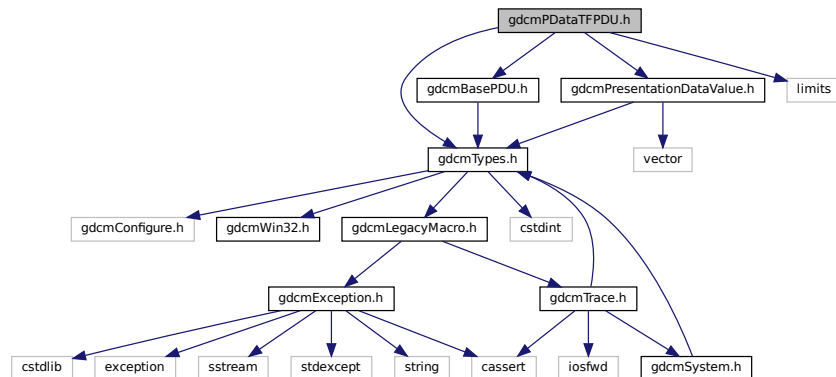 gdcmPDataTFPDU.h
gdcmBasePDU.h
gdcmPresentationDataValue.h
limits
gdcmTypes.h
vector
gdcmConfigure.h
gdcmWin32.h
gdcmLegacyMacro.h
cstdint
gdcmException.h
gdcmTrace.h
cstdlib
exception
sstream
stdexcept
string
cassert
iosfwd
gdcmSystem.h